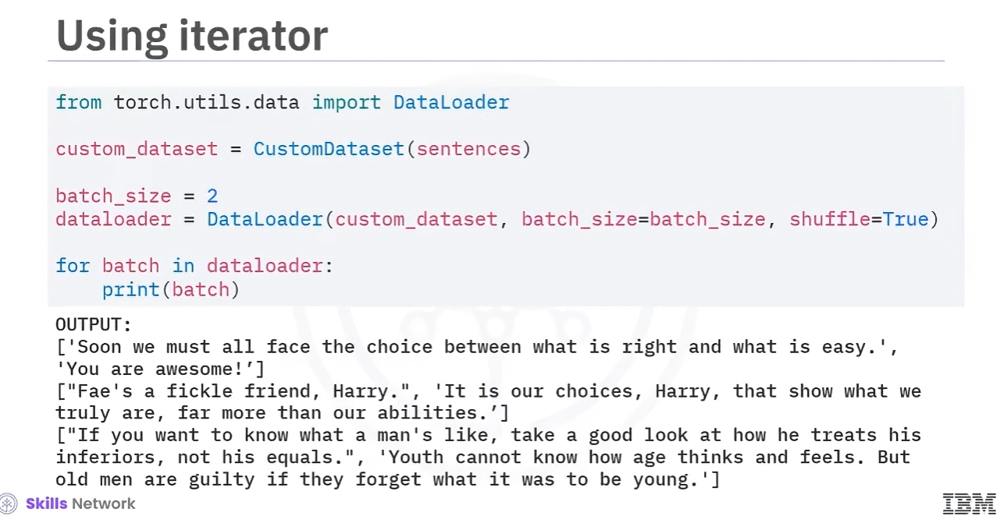 Using iterator
from torch.utils.data import DataLoader
custom_dataset = CustomDataset(sentences)
batch_size = 2
dataloader = DataLoader(custom_dataset, batch_size=batch_size, shuffle=True)
for batch in dataloader:
    print(batch)
OUTPUT:
['Soon we must all face the choice between what is right and what is easy.',
'You are awesome!’]
["Fae's a fickle friend, Harry.", 'It is our choices, Harry, that show what we
truly are, far more than our abilities.’]
["If you want to know what a man's like, take a good look at how he treats his
inferiors, not his equals.", 'Youth cannot know how age thinks and feels. But
old men are guilty if they forget what it was to be young.']
Skills Network
IBM